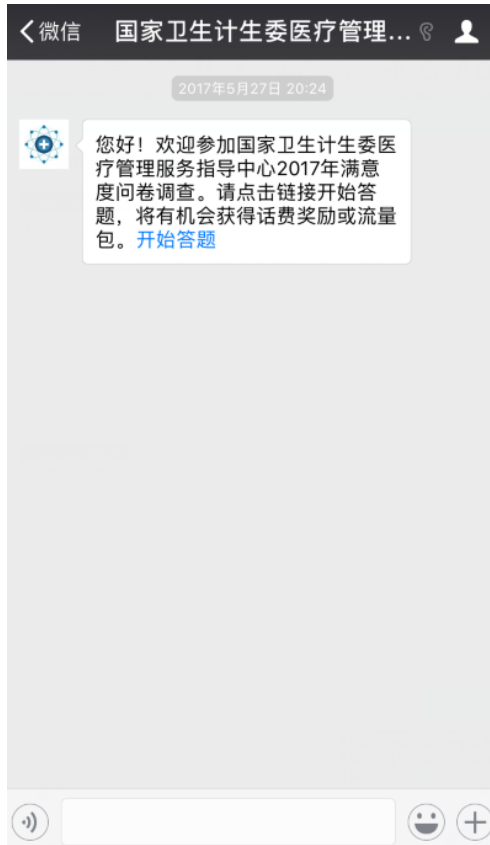 微信
国家卫生计生委医疗管理...
2017年5月27日 20:24
您好！欢迎参加国家卫生计生委医
疗管理服务指导中心2017年满意
度问卷调查。请点击链接开始答
题，将有机会获得话费奖励或流量
包。开始答题